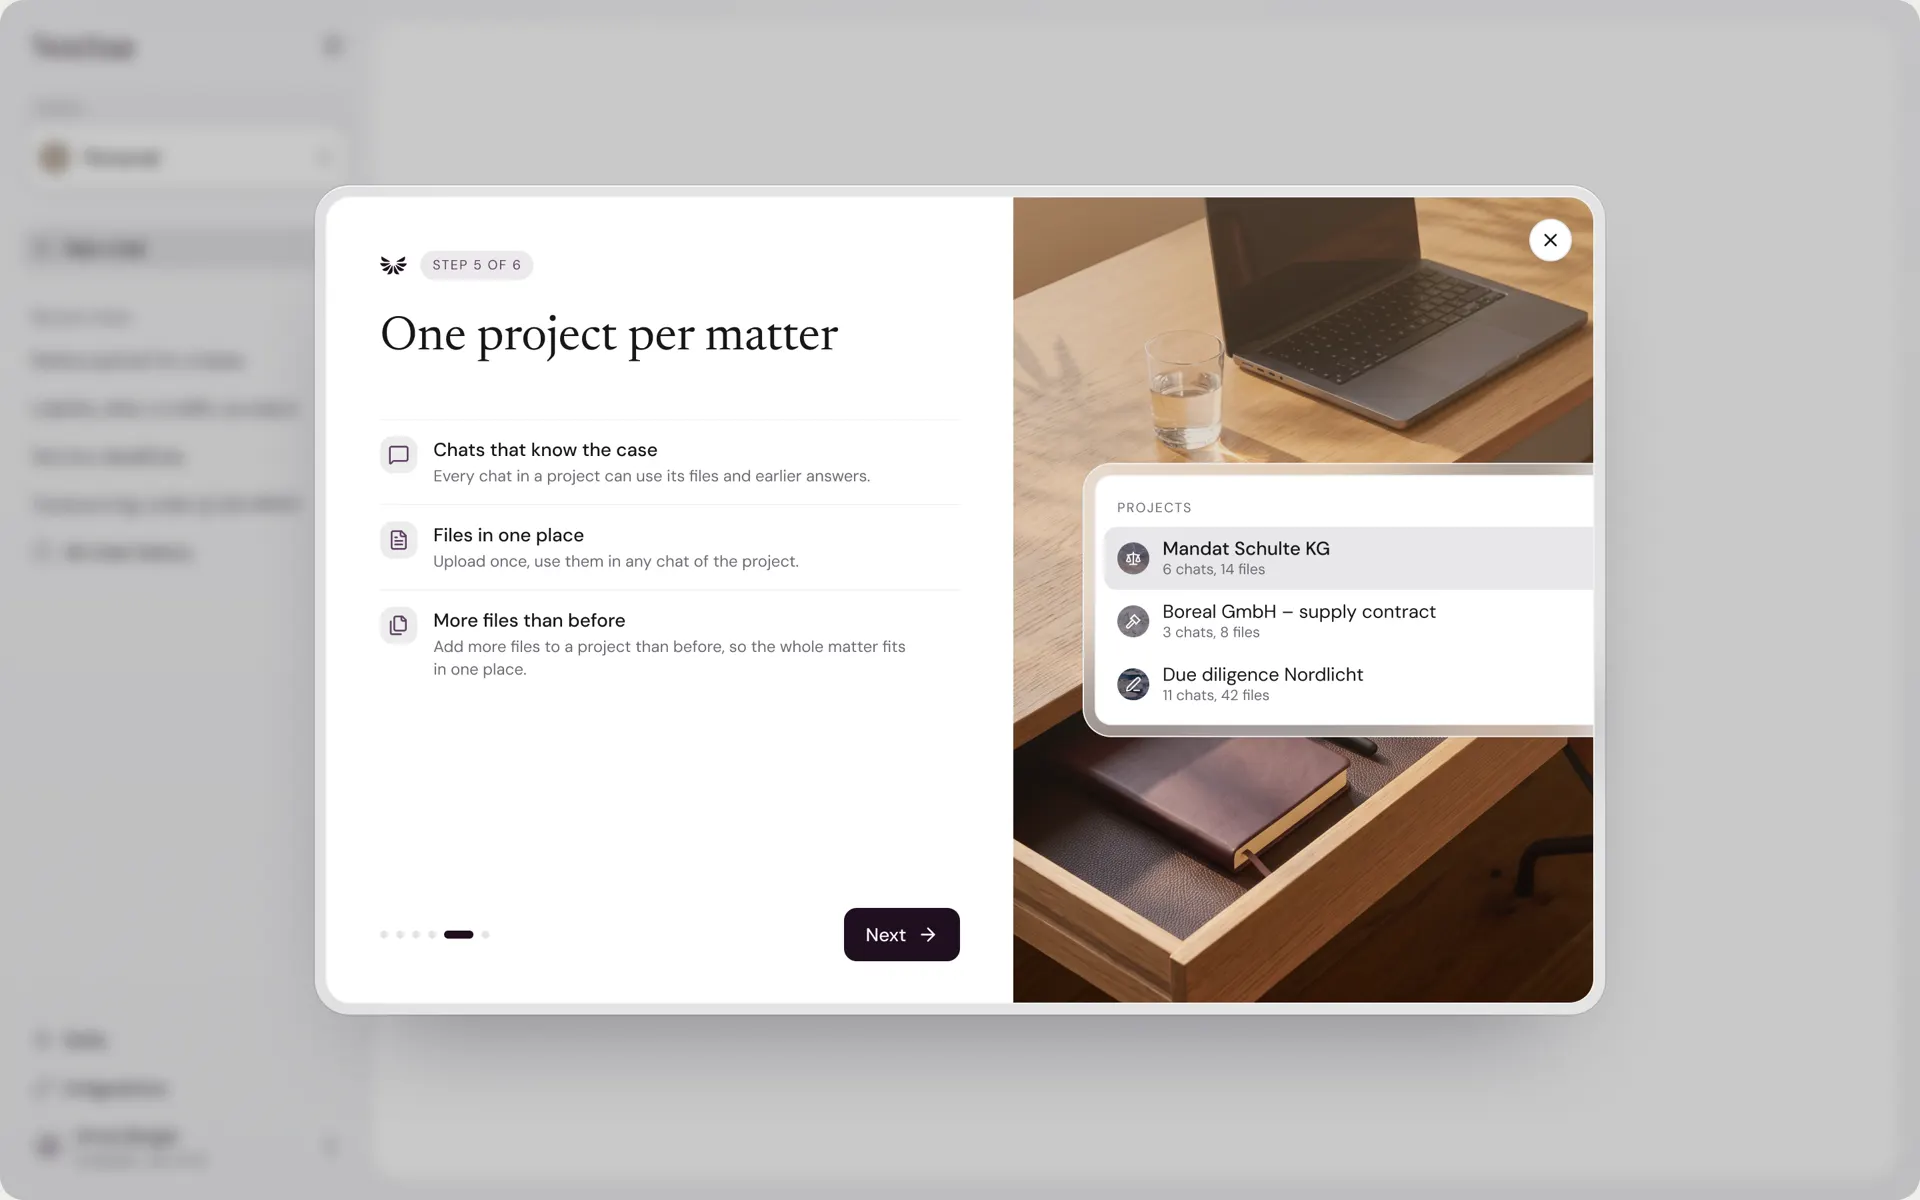 STEP 5 OF 6
One project per matter
Chats that know the case
Every chat in a project can use its files and earlier answers.
Files in one place
Upload once, use them in any chat of the project.
More files than before
Add more files to a project than before, so the whole matter fits
in one place.
Next
PROJECTS
Mandat Schulte KG
6 chats, 14 files
Boreal GmbH – supply contract
3 chats, 8 files
Due diligence Nordlicht
11 chats, 42 files